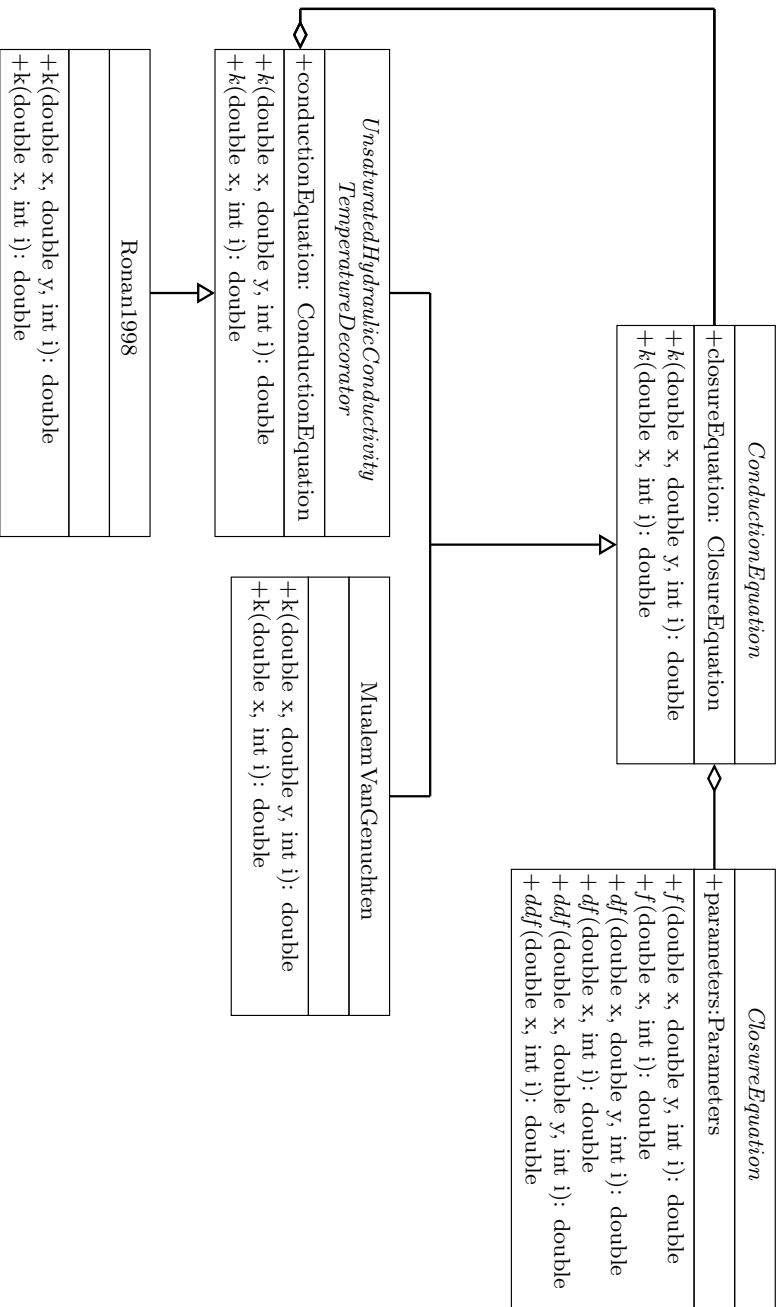 ConductionEquation
+closureEquation: ClosureEquation
+k(double x, double y, int i): double
+k(double x, int i): double
ClosureEquation
+parameters:Parameters
+f(double x, double y, int i): double
+f(double x, int i): double
+df(double x, double y, int i): double
+df(double x, int i): double
+ddf(double x, double y, int i): double
+ddf(double x, int i): double
UnsaturatedHydraulicConductivity
TemperatureDecorator
+conductionEquation: ConductionEquation
+k(double x, double y, int i): double
+k(double x, int i): double
MualemVanGenuchten
+k(double x, double y, int i): double
+k(double x, int i): double
Ronan1998
+k(double x, double y, int i): double
+k(double x, int i): double